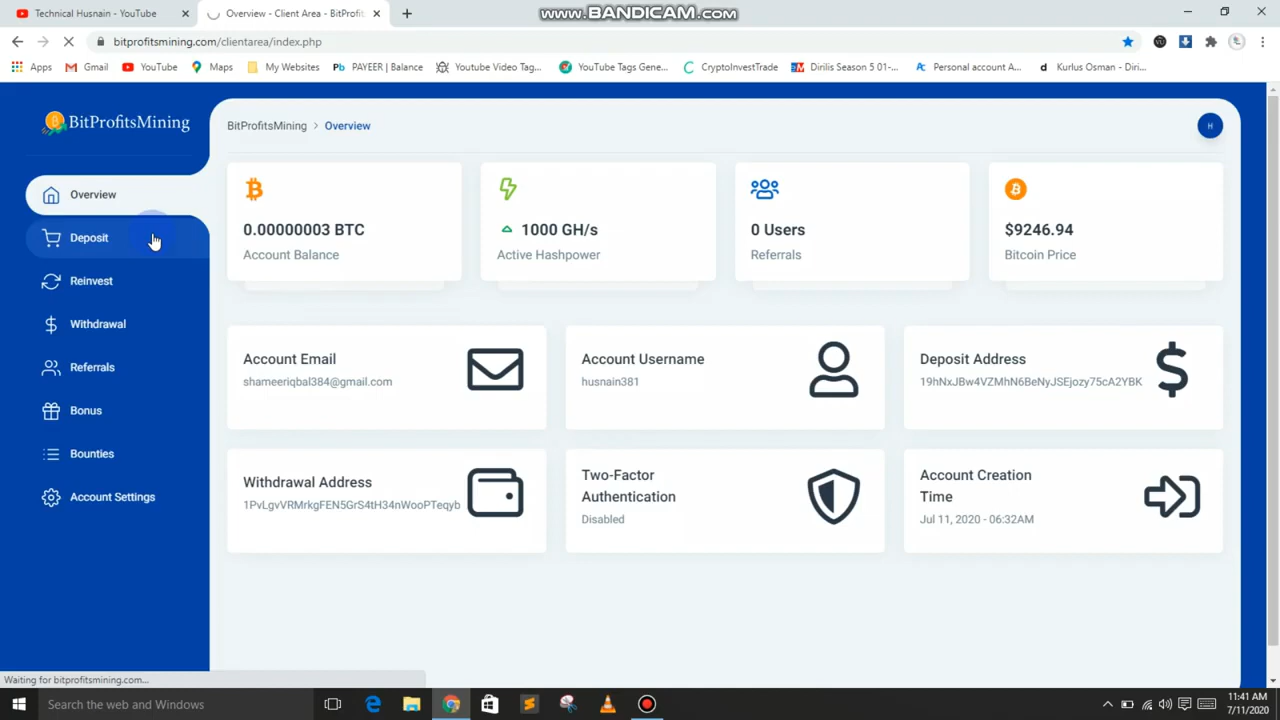 Technical Husnain - YouTube
Overview - Client Area - BitProfits
www.BANDICAM.com
bitprofitsmining.com/clientarea/index.php
Apps
Gmail
YouTube
Maps
My Websites
PAYEER | Balance
Youtube Video Tag...
YouTube Tags Gene...
CryptoInvestTrade
Dirilis Season 5 01-...
Personal account A...
Kurlus Osman - Diri...
BitProfitsMining
BitProfitsMining > Overview
H
Overview
Deposit
Reinvest
Withdrawal
Referrals
Bonus
Bounties
Account Settings
0.00000003 BTC
Account Balance
1000 GH/s
Active Hashpower
0 Users
Referrals
$9246.94
Bitcoin Price
Account Email
shameeriqbal384@gmail.com
Account Username
husnain381
Deposit Address
19hNxJBw4VZMhN6BeNyJSEjozy75cA2YBK
Withdrawal Address
1PvLgvVRMrkgFEN5GrS4tH34nWooPTeqyb
Two-Factor
Authentication
Disabled
Account Creation
Time
Jul 11, 2020 - 06:32AM
Waiting for bitprofitsmining.com...
Search the web and Windows
11:41 AM
7/11/2020